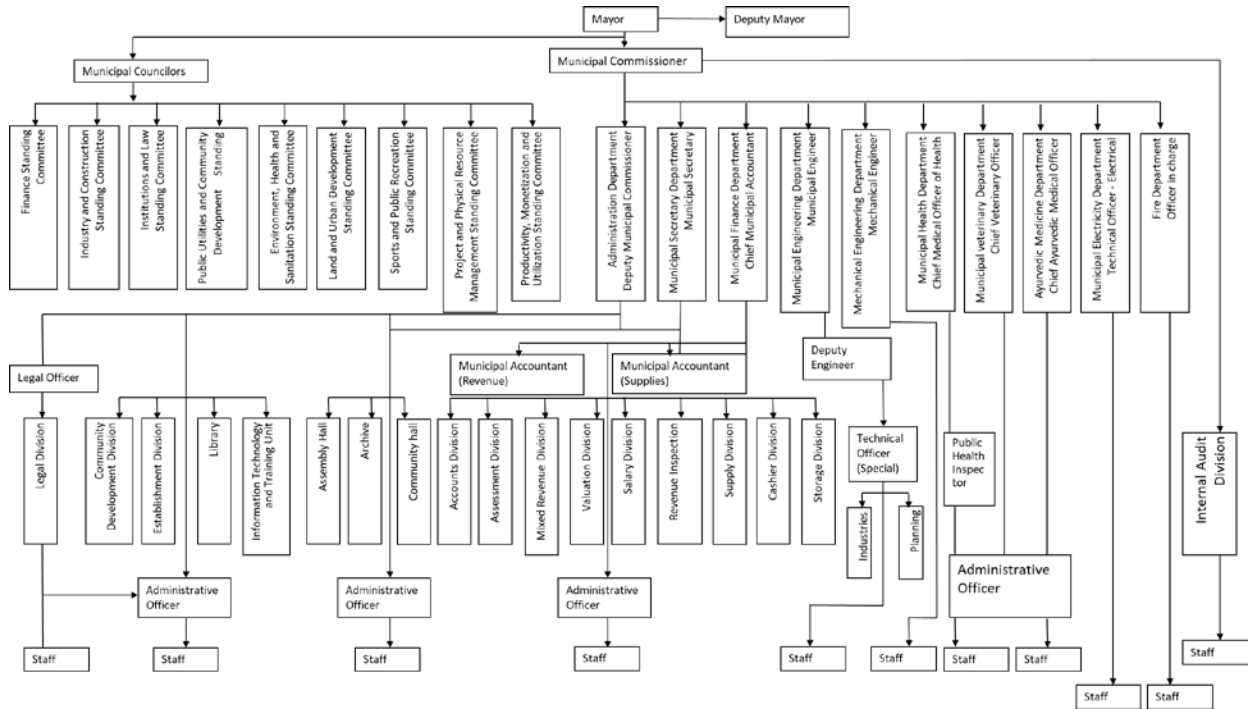 Mayor
Deputy Mayor
Municipal Councilors
Municipal Commissioner
Finance Standing
Committee
Industry and Construction
Standing Committee
Institutions and Law
Standing Committee
Public Utilities and Community
Development Standing
Environment, Health and
Sanitation Standing Committee
Land and Urban Development
Standing Committee
Sports and Public Recreation
Standing Committee
Project and Physical Resource
Management Standing Committee
Productivity, Monetization and
Utilization Standing Committee
Administration Department
Deputy Municipal Commissioner
Municipal Secretary Department
Municipal Secretary
Municipal Finance Department
Chief Municipal Accountant
Municipal Engineering Department
Municipal Engineer
Mechanical Engineering Department
Mechanical Engineer
Municipal Health Department
Chief Medical Officer of Health
Municipal veterinary Department
Chief Veterinary Officer
Ayurvedic Medicine Department
Chief Ayurvedic Medical Officer
Municipal Electricity Department
Technical Officer - Electrical
Fire Department
Officer in charge
Legal Officer
Municipal Accountant
(Revenue)
Municipal Accountant
(Supplies)
Deputy
Engineer
Legal Division
Community
Development Division
Establishment Division
Library
Information Technology
and Training Unit
Assembly Hall
Archive
Community hall
Accounts Division
Assessment Division
Mixed Revenue Division
Valuation Division
Salary Division
Revenue Inspection
Supply Division
Cashier Division
Storage Division
Technical
Officer
(Special)
Public
Health
Inspec
tor
Internal Audit
Division
Industries
Planning
Administrative
Officer
Administrative
Officer
Administrative
Officer
Administrative
Officer
Staff
Staff
Staff
Staff
Staff
Staff
Staff
Staff
Staff
Staff
Staff